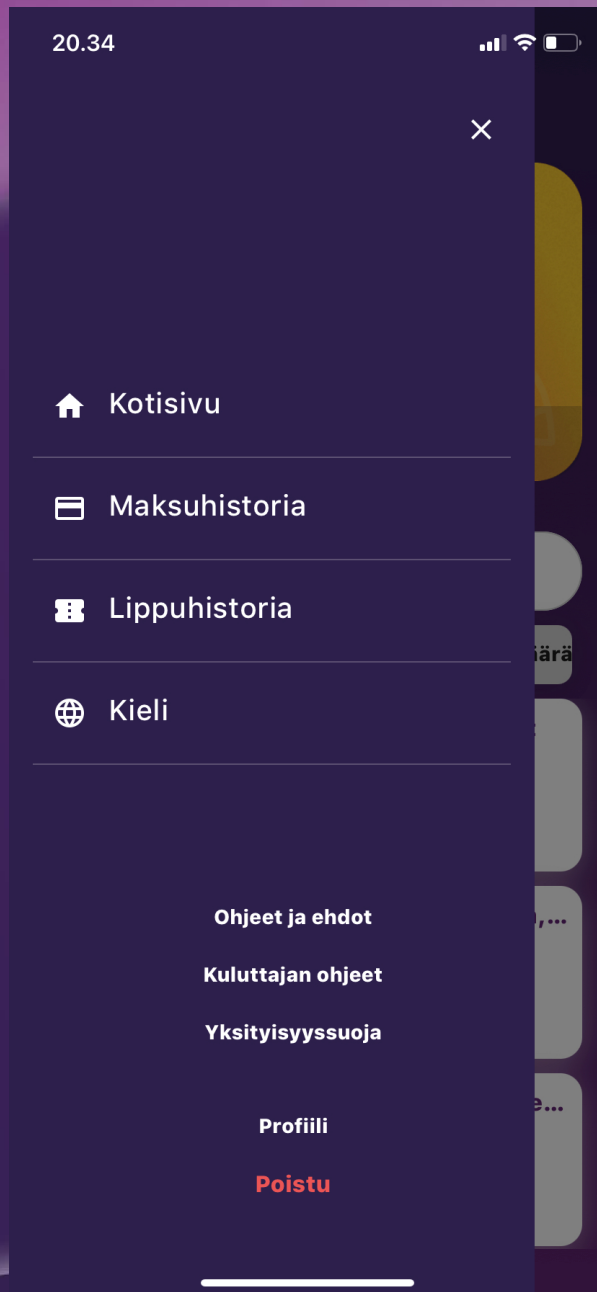 20.34
Kotisivu
Maksuhistoria
Lippuhistoria
Kieli
Ohjeet ja ehdot
Kuluttajan ohjeet
Yksityisyyssuoja
Profiili
Poistu